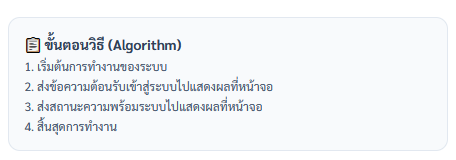 ขั้นตอนวิธี (Algorithm)
1. เริ่มต้นการทำงานของระบบ
2. ส่งข้อความต้อนรับเข้าสู่ระบบไปแสดงผลที่หน้าจอ
3. ส่งสถานะความพร้อมระบบไปแสดงผลที่หน้าจอ
4. สิ้นสุดการทำงาน